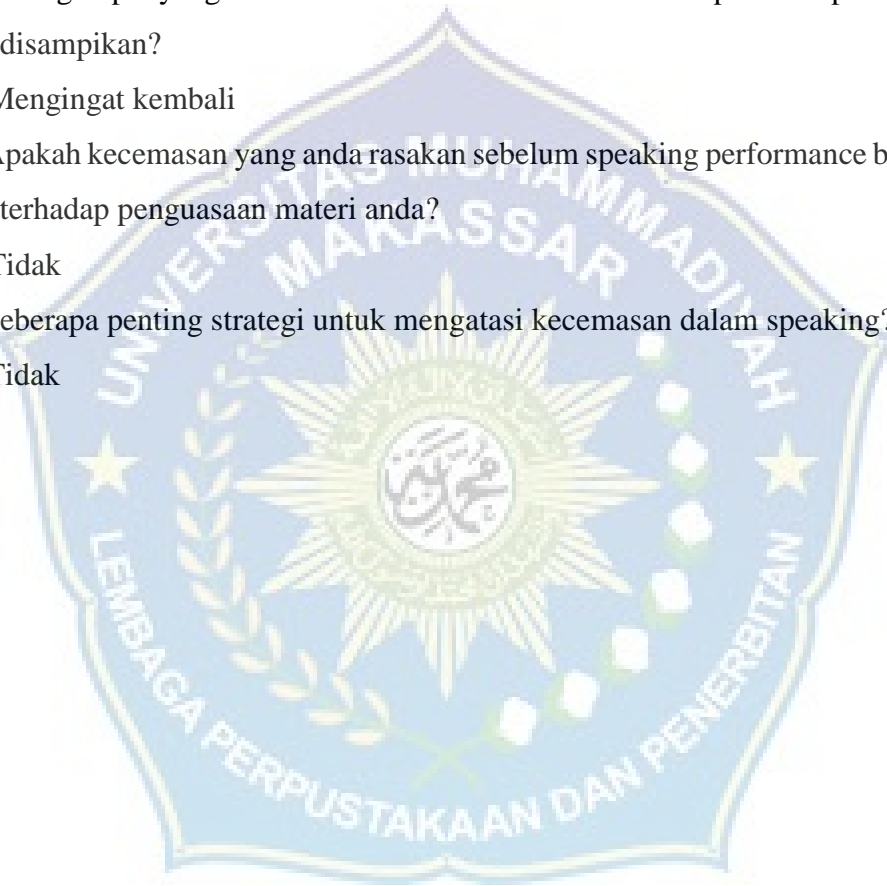 disampikan?
Mengingat kembali
Apakah kecemasan yang anda rasakan sebelum speaking performance b
terhadap penguasaan materi anda?
Tidak
eberapa penting strategi untuk mengatasi kecemasan dalam speaking?
Tidak
UNIVERSITAS MUHAMMADIYAH
MAKASSAR
محمد
LEMBAGA PERPUSTAKAAN DAN PENERBITAN